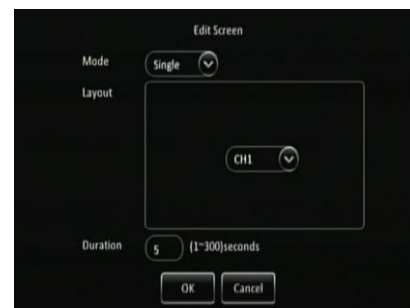 Edit Screen
Mode Single
Layout
CH1
Duration 5 (1~300)seconds
OK Cancel